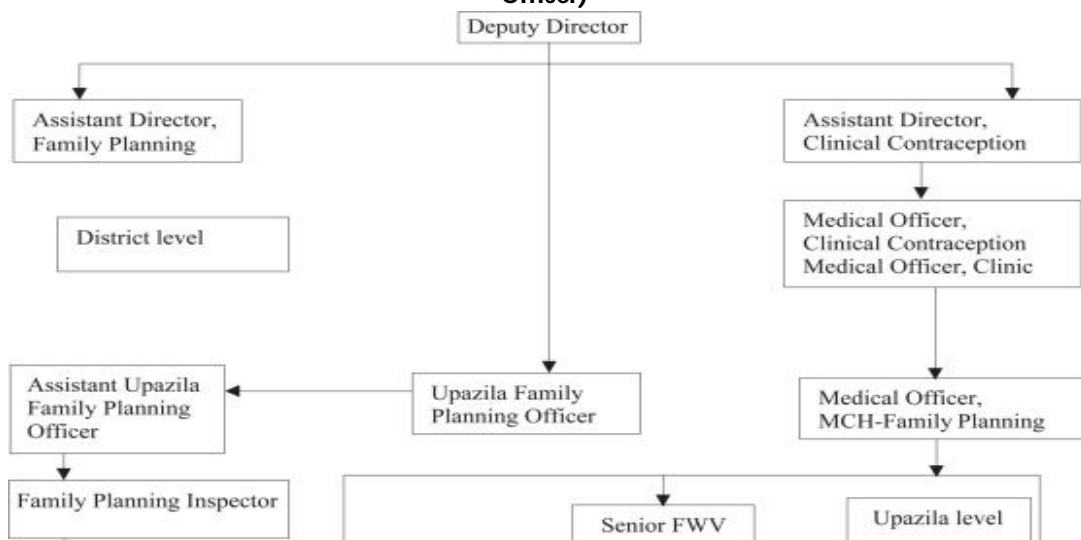 Officer)
Deputy Director
Assistant Director,
Family Planning
Assistant Director,
Clinical Contraception
District level
Medical Officer,
Clinical Contraception
Medical Officer, Clinic
Assistant Upazila
Family Planning
Officer
Upazila Family
Planning Officer
Medical Officer,
MCH-Family Planning
Family Planning Inspector
Senior FWV
Upazila level